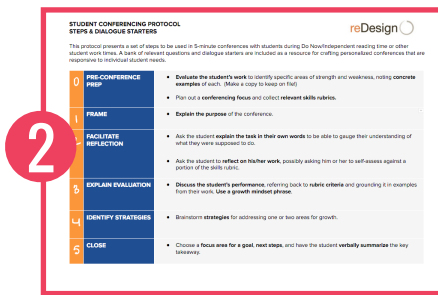 STUDENT CONFERENCING PROTOCOL
STEPS & DIALOGUE STARTERS
reDesign
This protocol presents a set of steps to be used in 5-minute conferences with students during Do Now/Independent reading time or other
student work times. A bank of relevant questions and dialogue starters are included as a resource for crafting personalized conferences that are
responsive to individual student needs.
0 PRE-CONFERENCE
PREP
• Evaluate the student's work to identify specific areas of strength and weakness, noting concrete
examples of each. (Make a copy to keep on file!)
• Plan out a conferencing focus and collect relevant skills rubrics.
1 FRAME
• Explain the purpose of the conference.
2
FACILITATE
REFLECTION
• Ask the student explain the task in their own words to be able to gauge their understanding of
what they were supposed to do.
• Ask the student to reflect on his/her work, possibly asking him or her to self-assess against a
portion of the skills rubric.
3 EXPLAIN EVALUATION
• Discuss the student's performance, referring back to rubric criteria and grounding it in examples
from their work. Use a growth mindset phrase.
4 IDENTIFY STRATEGIES
• Brainstorm strategies for addressing one or two areas for growth.
5 CLOSE
• Choose a focus area for a goal, next steps, and have the student verbally summarize the key
takeaway.